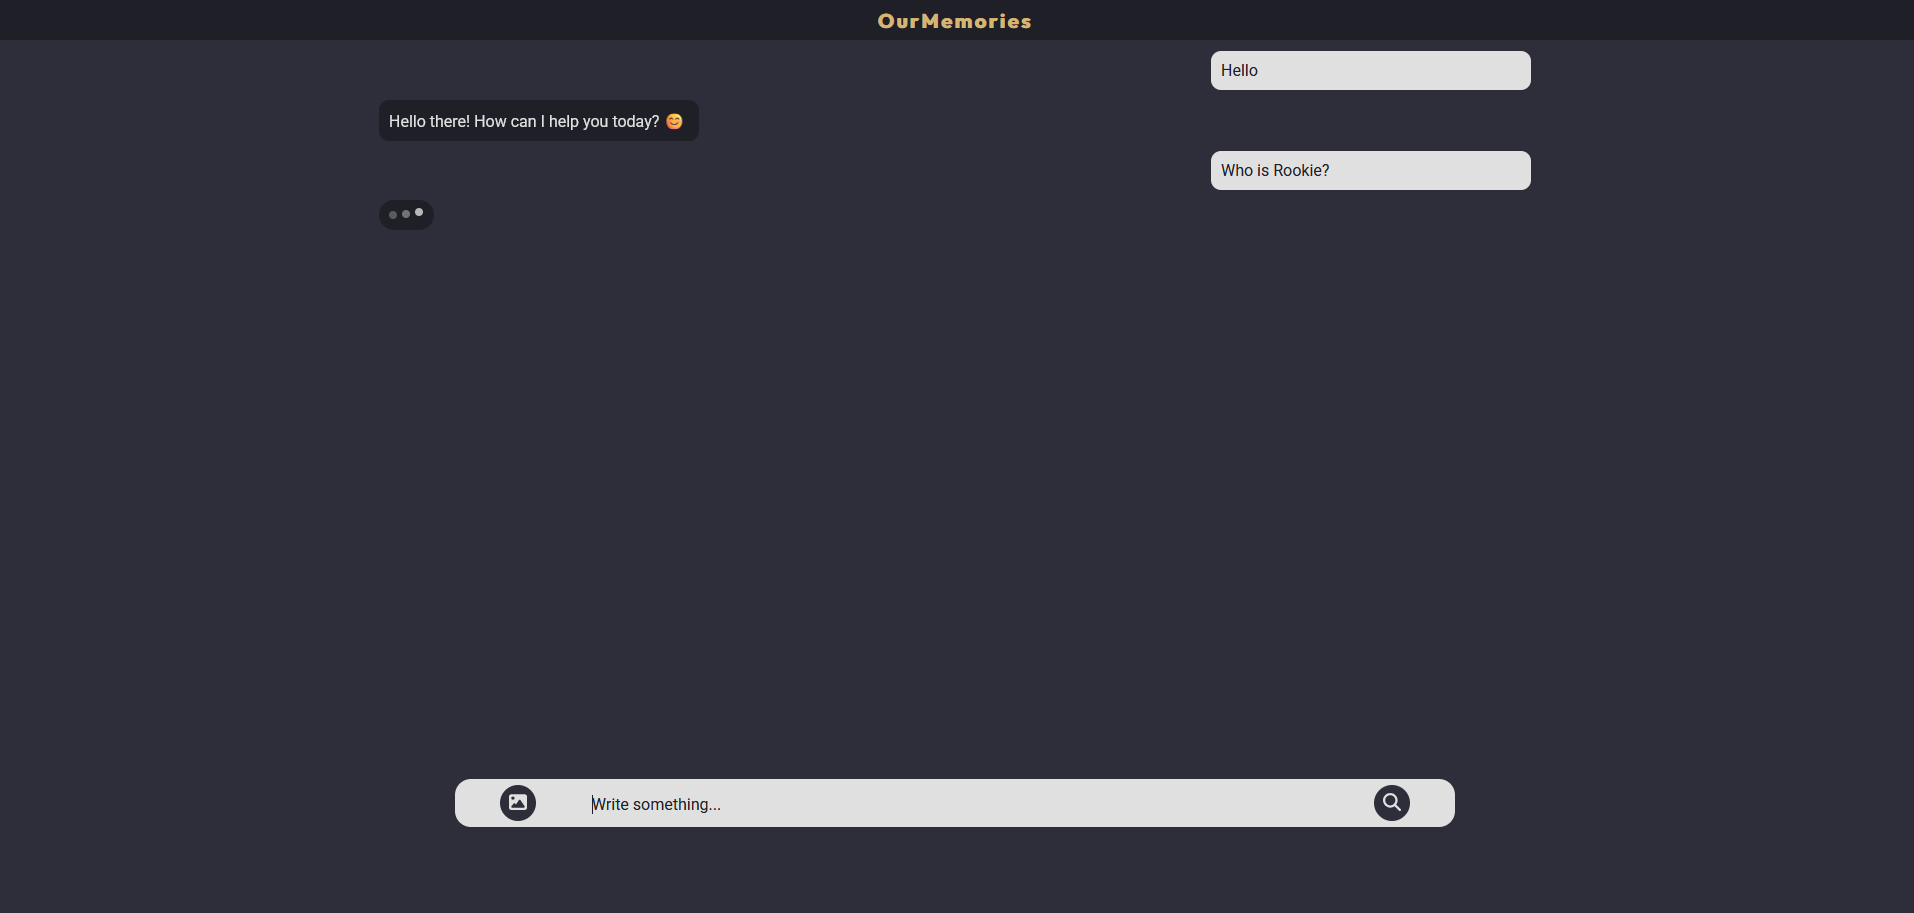 OurMemories
Hello
Hello there! How can I help you today? 😊
Who is Rookie?
Write something...